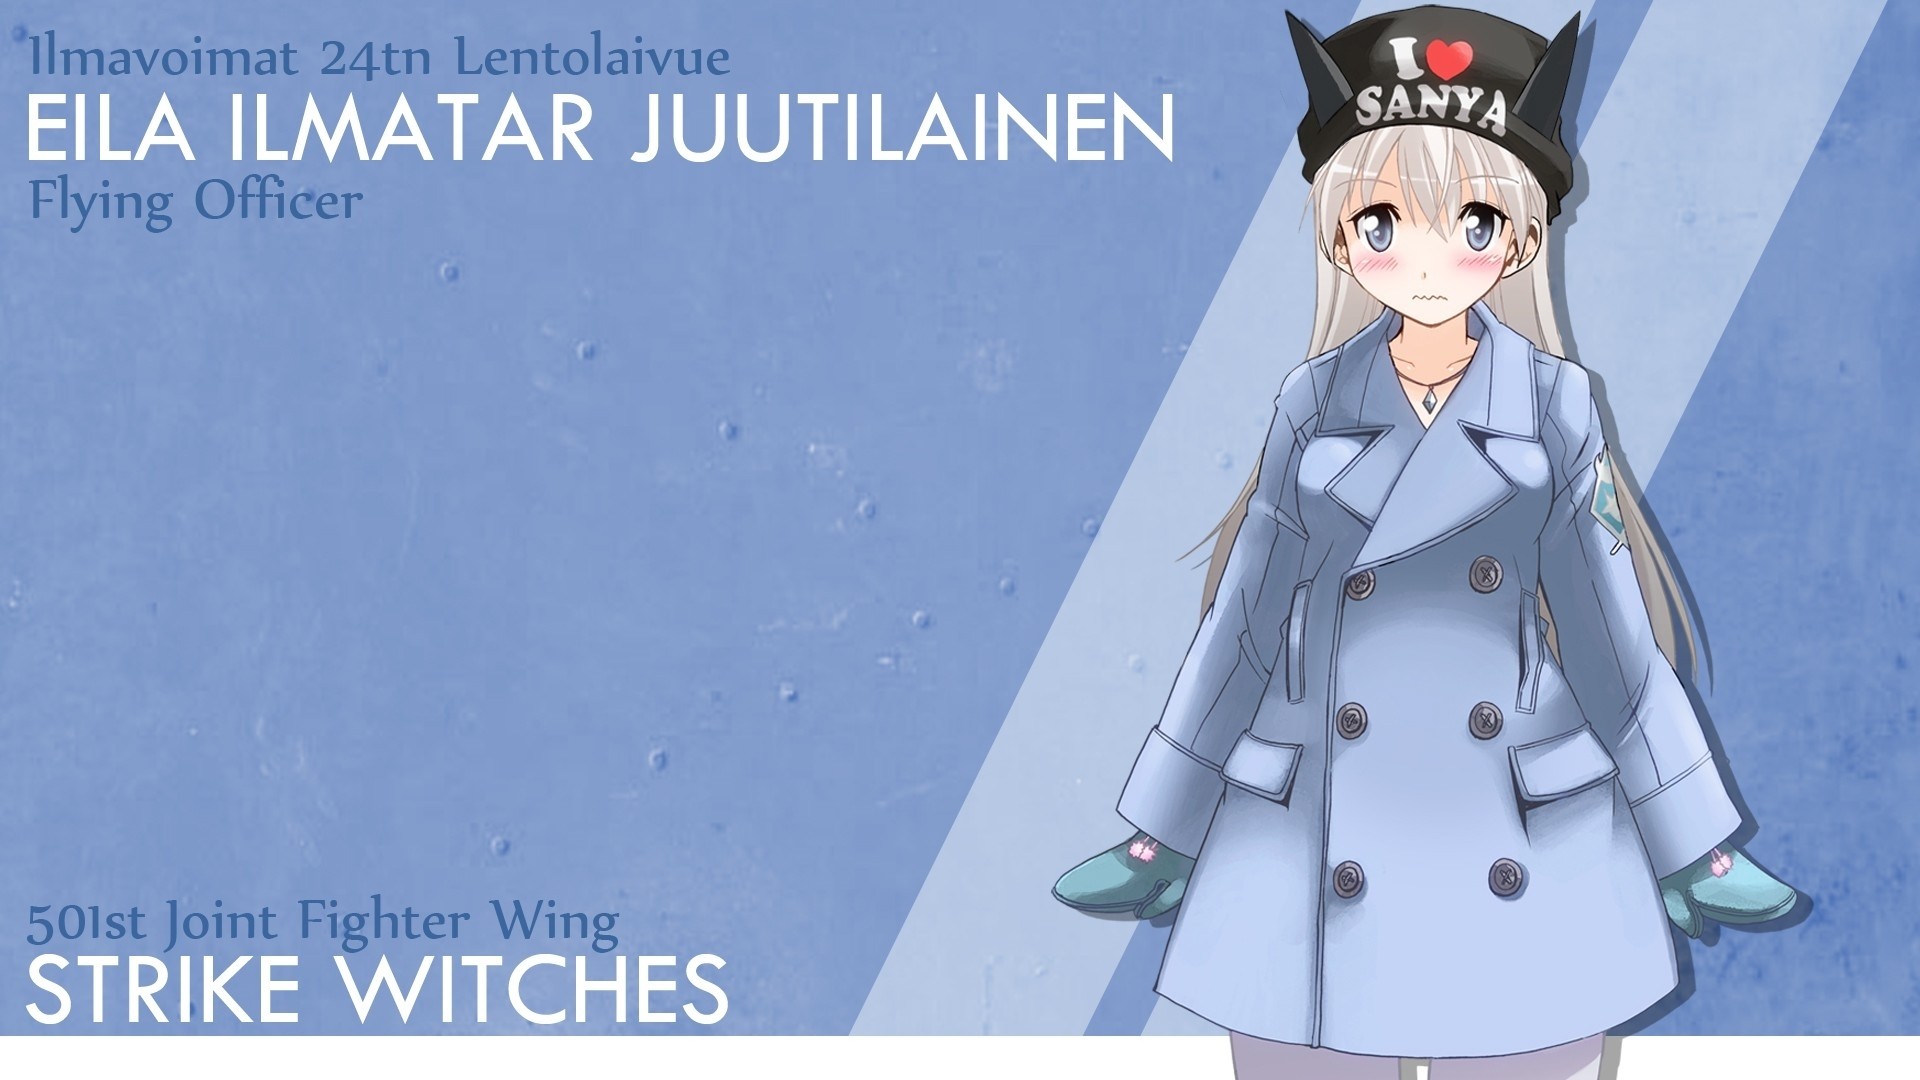 Ilmavoimat 24tn Lentolaivue
EILA ILMATAR JUUTILAINEN
Flying Officer
I ❤
SANYA
501st Joint Fighter Wing
STRIKE WITCHES